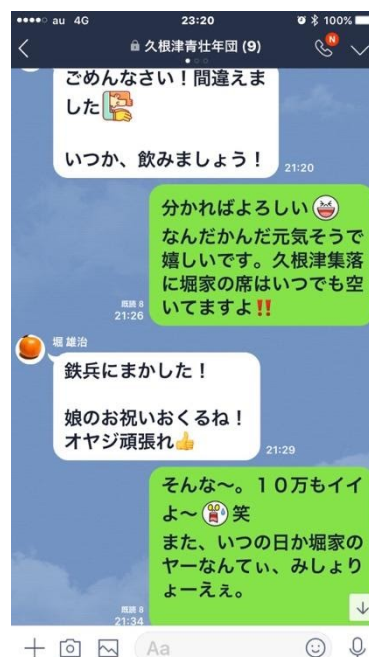 au 4G 23:20 100%
久根津青壮年団 (9)
N
ごめんなさい！間違えま
した
いつか、飲みましょう！
21:20
分かればよろしい
なんだかんだ元気そうで
嬉しいです。久根津集落
に堀家の席はいつでも空
いてますよ‼
既読 8
21:26
堀 雄治
鉄兵にまかした！
娘のお祝いおくるね！
オヤジ頑張れ👍
21:29
そんな〜。１０万もイイ
よ〜 笑
また、いつの日か堀家の
ヤーなんてぃ、みしょり
ょーえぇ。
既読 8
21:34
Aa